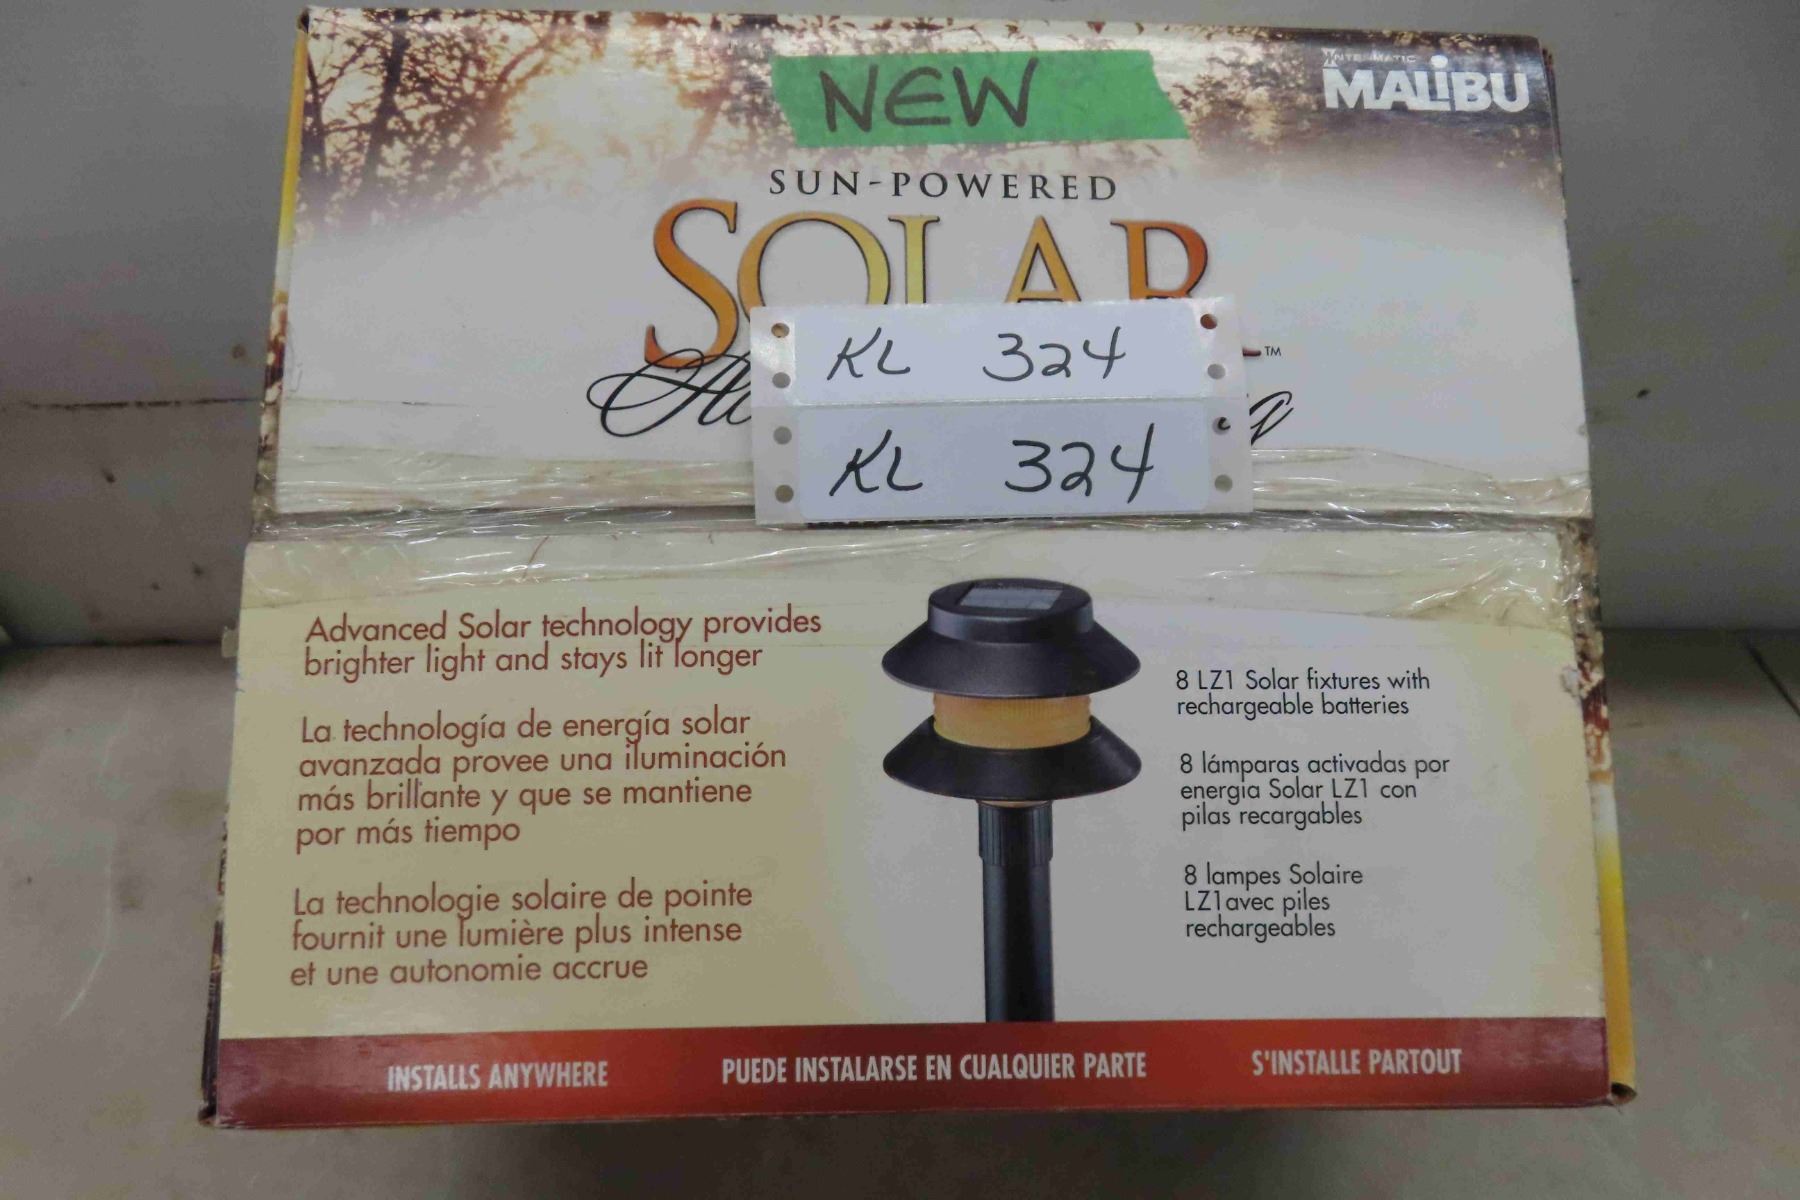 NEW
INTERMATIC
MALiBU
SUN-POWERED
SOLAR
™
KL 324
KL 324
Advanced Solar technology provides
brighter light and stays lit longer
La technología de energía solar
avanzada provee una iluminación
más brillante y que se mantiene
por más tiempo
La technologie solaire de pointe
fournit une lumière plus intense
et une autonomie accrue
8 LZ1 Solar fixtures with
rechargeable batteries
8 lámparas activadas por
energia Solar LZ1 con
pilas recargables
8 lampes Solaire
LZ1avec piles
rechargeables
INSTALLS ANYWHERE
PUEDE INSTALARSE EN CUALQUIER PARTE
S'INSTALLE PARTOUT